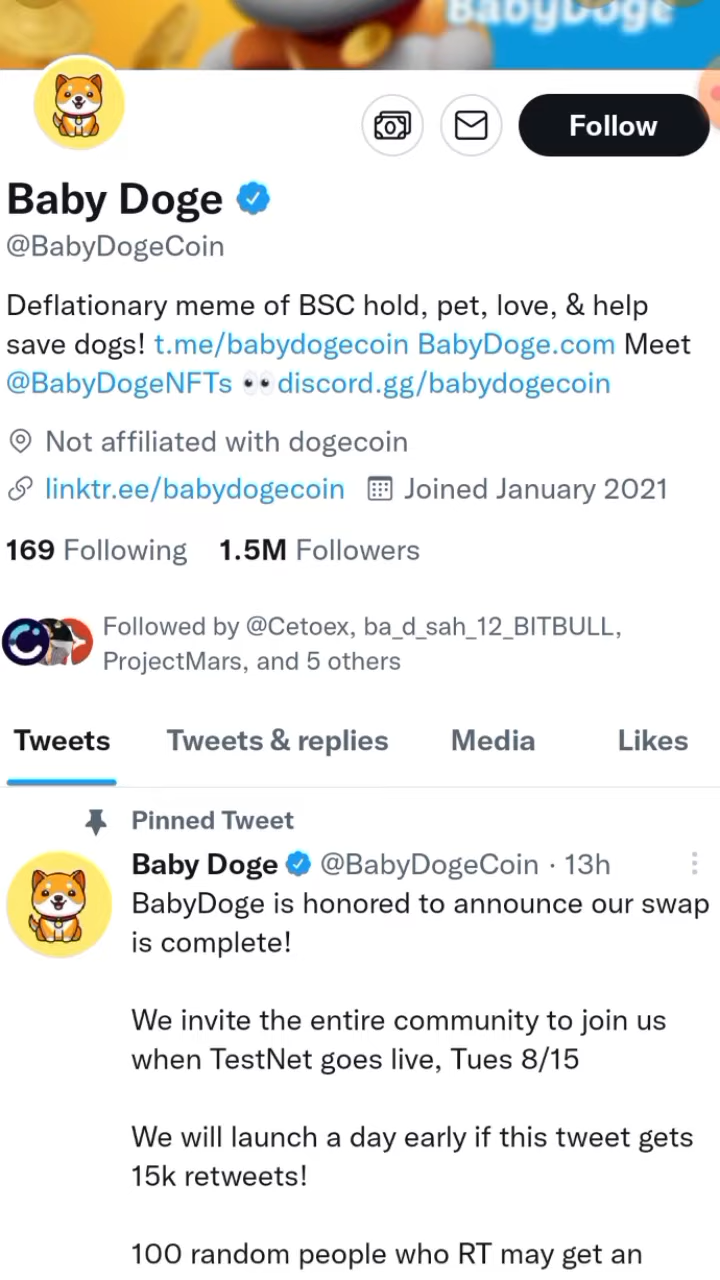 BabyDoge
Follow
Baby Doge
@BabyDogeCoin
Deflationary meme of BSC hold, pet, love, & help
save dogs! t.me/babydogecoin BabyDoge.com Meet
@BabyDogeNFTs 👀 discord.gg/babydogecoin
Not affiliated with dogecoin
linktr.ee/babydogecoin Joined January 2021
169 Following 1.5M Followers
Followed by @Cetoex, ba_d_sah_12_BITBULL,
ProjectMars, and 5 others
Tweets Tweets & replies Media Likes
Pinned Tweet
Baby Doge @BabyDogeCoin · 13h
BabyDoge is honored to announce our swap
is complete!
We invite the entire community to join us
when TestNet goes live, Tues 8/15
We will launch a day early if this tweet gets
15k retweets!
100 random people who RT may get an